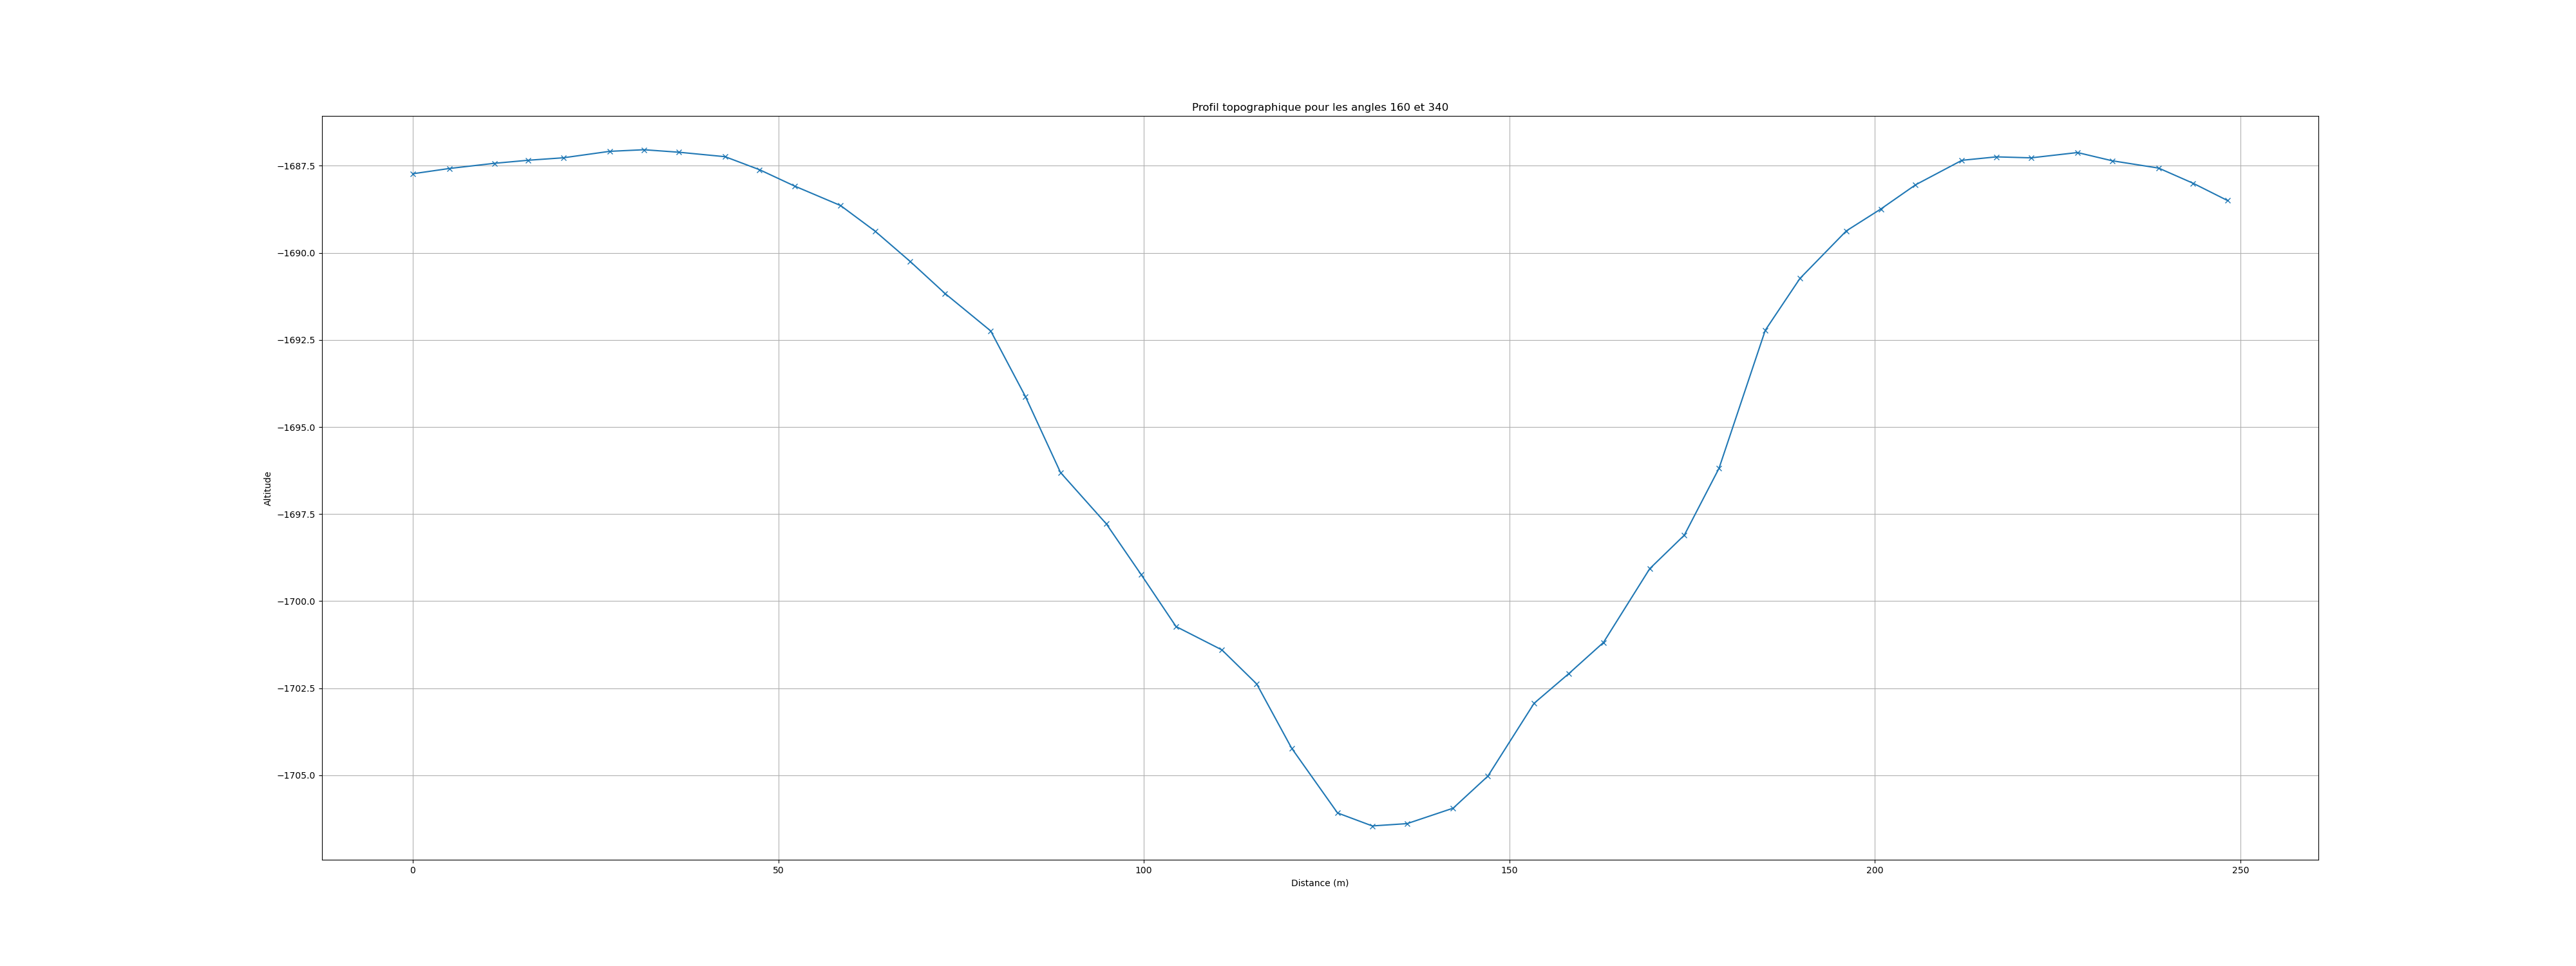 Profil topographique pour les angles 160 et 340
−1687.5
−1690.0
−1692.5
−1695.0
−1697.5
−1700.0
−1702.5
−1705.0
Altitude
0 50 100 150 200 250
Distance (m)